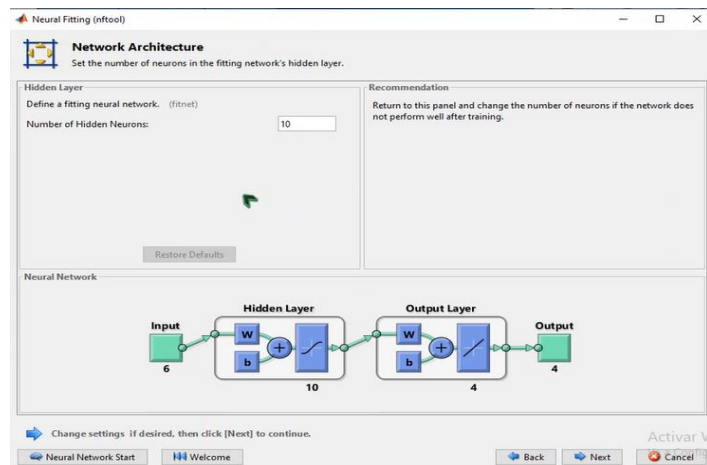 Neural Fitting (nftool)
Network Architecture
Set the number of neurons in the fitting network's hidden layer.
Hidden Layer
Define a fitting neural network. (fitnet)
Number of Hidden Neurons: 10
Restore Defaults
Recommendation
Return to this panel and change the number of neurons if the network does
not perform well after training.
Neural Network
Hidden Layer
Output Layer
Input
Output
W
b
+
W
b
+
6
10
4
4
Change settings if desired, then click [Next] to continue.
Activar
Neural Network Start
Welcome
Back
Next
Cancel